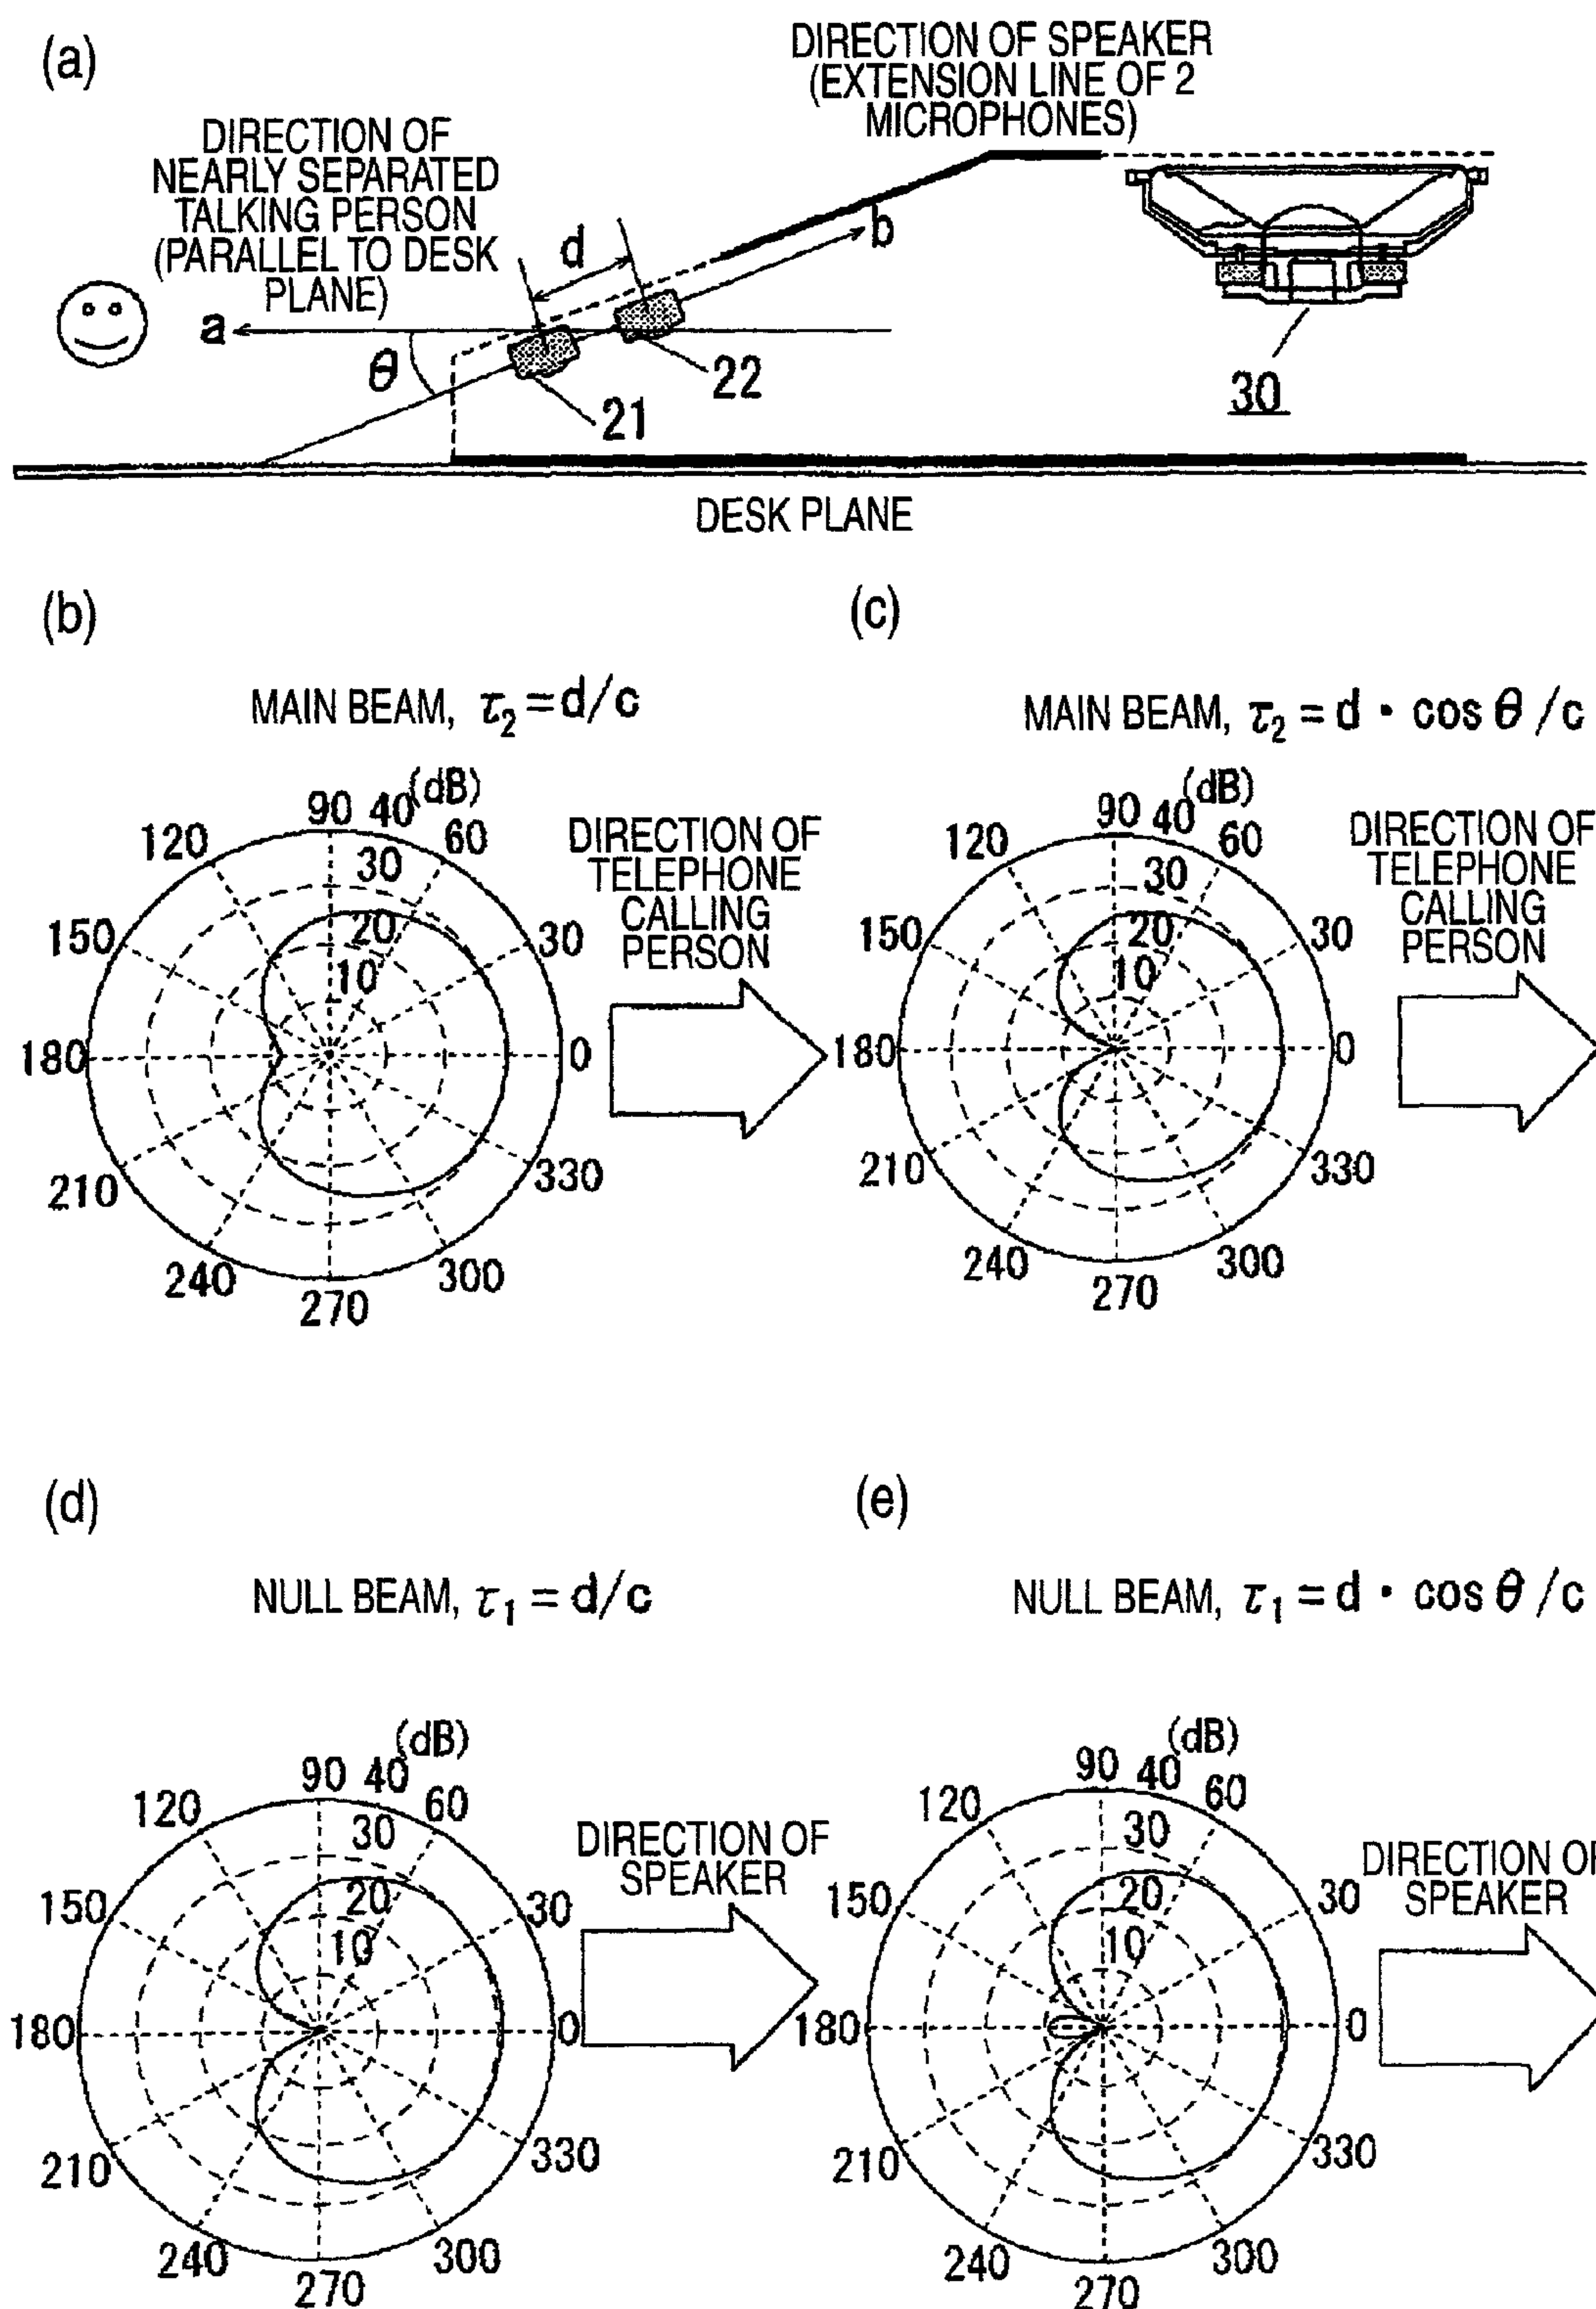 (a)
DIRECTION OF SPEAKER
(EXTENSION LINE OF 2
MICROPHONES)
DIRECTION OF
NEARLY SEPARATED
TALKING PERSON
(PARALLEL TO DESK
PLANE)
d
b
a
θ
22
21
30
DESK PLANE
(b)
MAIN BEAM, τ2 = d/c
(dB)
90 40
120
60
30
20
10
150
30
180
0
210
330
240
300
270
DIRECTION OF
TELEPHONE
CALLING
PERSON
(c)
MAIN BEAM, τ2 = d · cos θ /c
(dB)
90 40
120
60
30
20
10
150
30
180
0
210
330
240
300
270
DIRECTION OF
TELEPHONE
CALLING
PERSON
(d)
NULL BEAM, τ1 = d/c
(dB)
90 40
120
60
30
20
10
150
30
180
0
210
330
240
300
270
DIRECTION OF
SPEAKER
(e)
NULL BEAM, τ1 = d · cos θ /c
(dB)
90 40
120
60
30
20
10
150
30
180
0
210
330
240
300
270
DIRECTION OF
SPEAKER